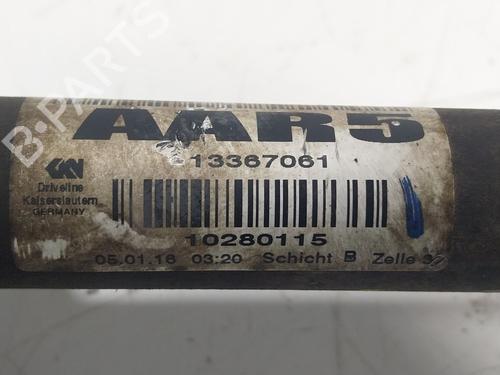 AAR5
13367061
GKN
Driveline
Kaiserslautern
GERMANY
10280115
05.01.16 03:20 Schicht B Zelle
B-PARTS